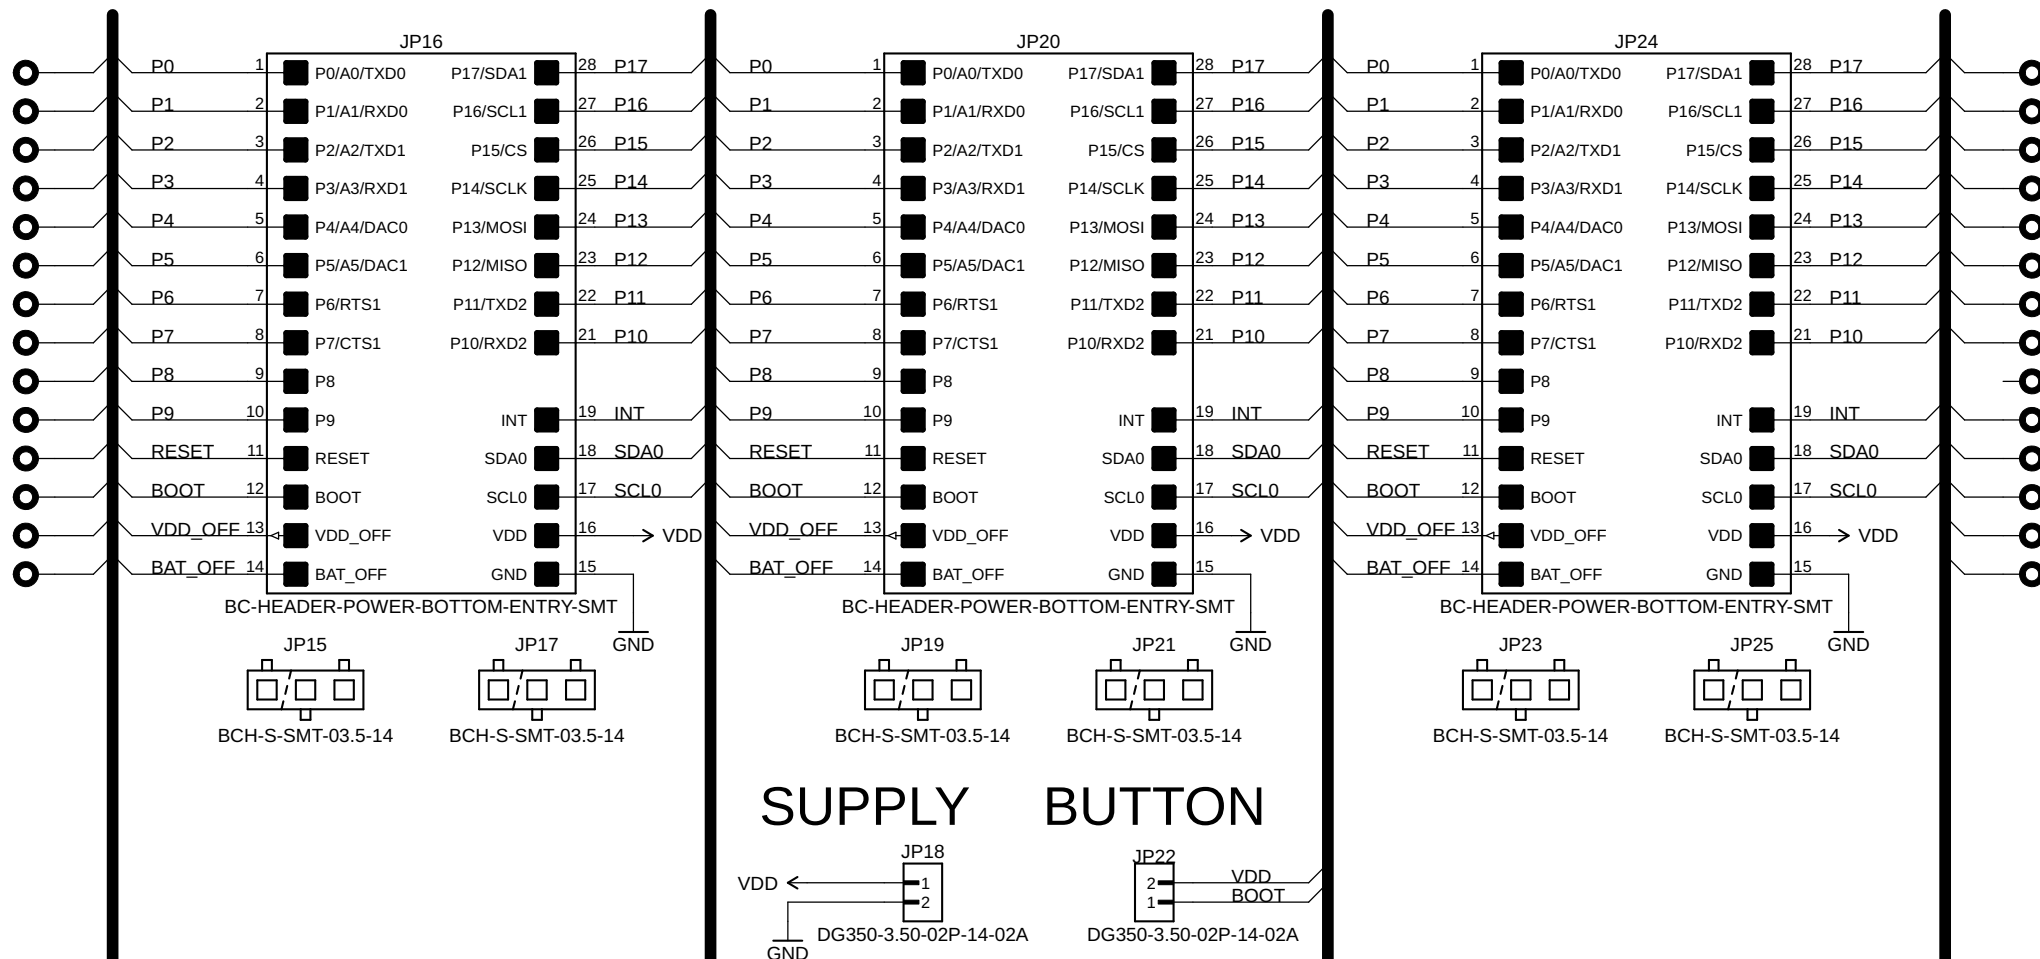 JP16 JP20 JP24
P0 1 P0/A0/TXD0 P17/SDA1 28 P17 P0 1 P0/A0/TXD0 P17/SDA1 28 P17 P0 1 P0/A0/TXD0 P17/SDA1 28 P17
P1 2 P1/A1/RXD0 P16/SCL1 27 P16 P1 2 P1/A1/RXD0 P16/SCL1 27 P16 P1 2 P1/A1/RXD0 P16/SCL1 27 P16
P2 3 P2/A2/TXD1 P15/CS 26 P15 P2 3 P2/A2/TXD1 P15/CS 26 P15 P2 3 P2/A2/TXD1 P15/CS 26 P15
P3 4 P3/A3/RXD1 P14/SCLK 25 P14 P3 4 P3/A3/RXD1 P14/SCLK 25 P14 P3 4 P3/A3/RXD1 P14/SCLK 25 P14
P4 5 P4/A4/DAC0 P13/MOSI 24 P13 P4 5 P4/A4/DAC0 P13/MOSI 24 P13 P4 5 P4/A4/DAC0 P13/MOSI 24 P13
P5 6 P5/A5/DAC1 P12/MISO 23 P12 P5 6 P5/A5/DAC1 P12/MISO 23 P12 P5 6 P5/A5/DAC1 P12/MISO 23 P12
P6 7 P6/RTS1 P11/TXD2 22 P11 P6 7 P6/RTS1 P11/TXD2 22 P11 P6 7 P6/RTS1 P11/TXD2 22 P11
P7 8 P7/CTS1 P10/RXD2 21 P10 P7 8 P7/CTS1 P10/RXD2 21 P10 P7 8 P7/CTS1 P10/RXD2 21 P10
P8 9 P8 P8 9 P8 P8 9 P8
P9 10 P9 INT 19 INT P9 10 P9 INT 19 INT P9 10 P9 INT 19 INT
RESET 11 RESET SDA0 18 SDA0 RESET 11 RESET SDA0 18 SDA0 RESET 11 RESET SDA0 18 SDA0
BOOT 12 BOOT SCL0 17 SCL0 BOOT 12 BOOT SCL0 17 SCL0 BOOT 12 BOOT SCL0 17 SCL0
VDD_OFF 13 VDD_OFF VDD 16 VDD VDD_OFF 13 VDD_OFF VDD 16 VDD VDD_OFF 13 VDD_OFF VDD 16 VDD
BAT_OFF 14 BAT_OFF GND 15 BAT_OFF 14 BAT_OFF GND 15 BAT_OFF 14 BAT_OFF GND 15
BC-HEADER-POWER-BOTTOM-ENTRY-SMT BC-HEADER-POWER-BOTTOM-ENTRY-SMT BC-HEADER-POWER-BOTTOM-ENTRY-SMT
JP15 JP17 GND JP19 JP21 GND JP23 JP25 GND
BCH-S-SMT-03.5-14 BCH-S-SMT-03.5-14 BCH-S-SMT-03.5-14 BCH-S-SMT-03.5-14 BCH-S-SMT-03.5-14 BCH-S-SMT-03.5-14
SUPPLY BUTTON
JP18 JP22
VDD 1 2 VDD
2 1 BOOT
DG350-3.50-02P-14-02A DG350-3.50-02P-14-02A
GND